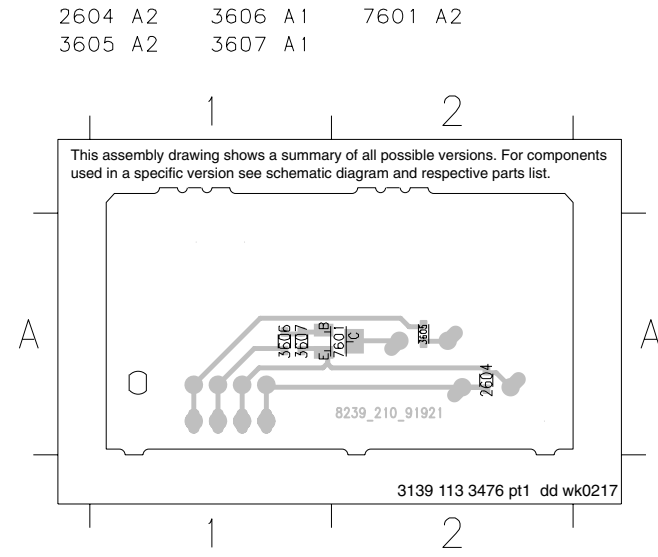 2604 A2 3606 A1 7601 A2
3605 A2 3607 A1
1 2
This assembly drawing shows a summary of all possible versions. For components
used in a specific version see schematic diagram and respective parts list.
A A
3606 3607 E B 7601 C 3605
2604
8239_210_91921
3139 113 3476 pt1 dd wk0217
1 2